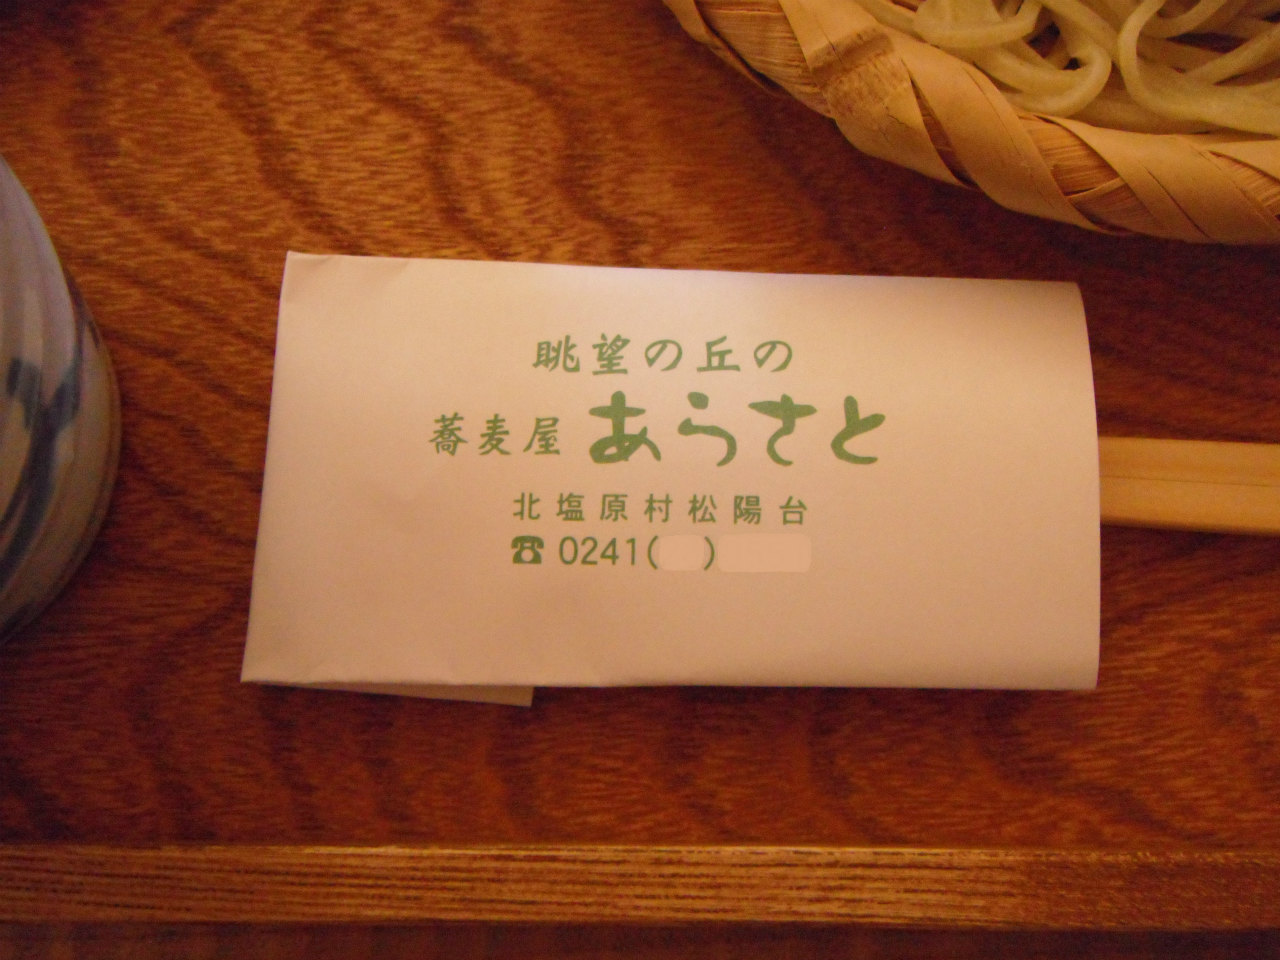 眺望の丘の
蕎麦屋 あらさと
北塩原村松陽台
☎ 0241( )